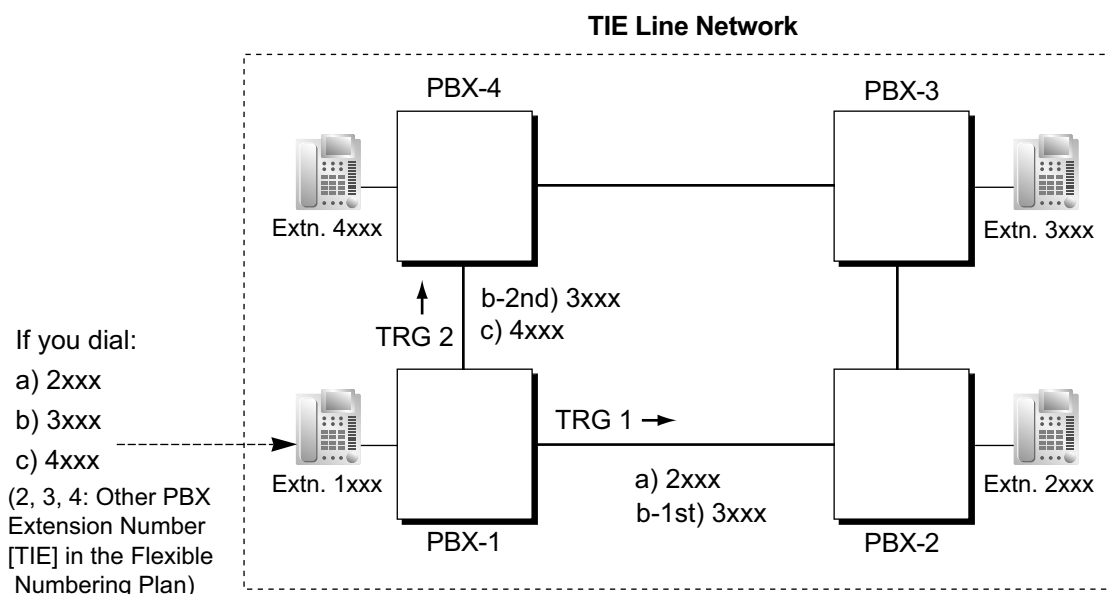 TIE Line Network
PBX-4
PBX-3
Extn. 4xxx
Extn. 3xxx
b-2nd) 3xxx
TRG 2
c) 4xxx
If you dial:
a) 2xxx
b) 3xxx
c) 4xxx
(2, 3, 4: Other PBX
Extension Number
[TIE] in the Flexible
Numbering Plan)
TRG 1
Extn. 1xxx
a) 2xxx
b-1st) 3xxx
Extn. 2xxx
PBX-1
PBX-2